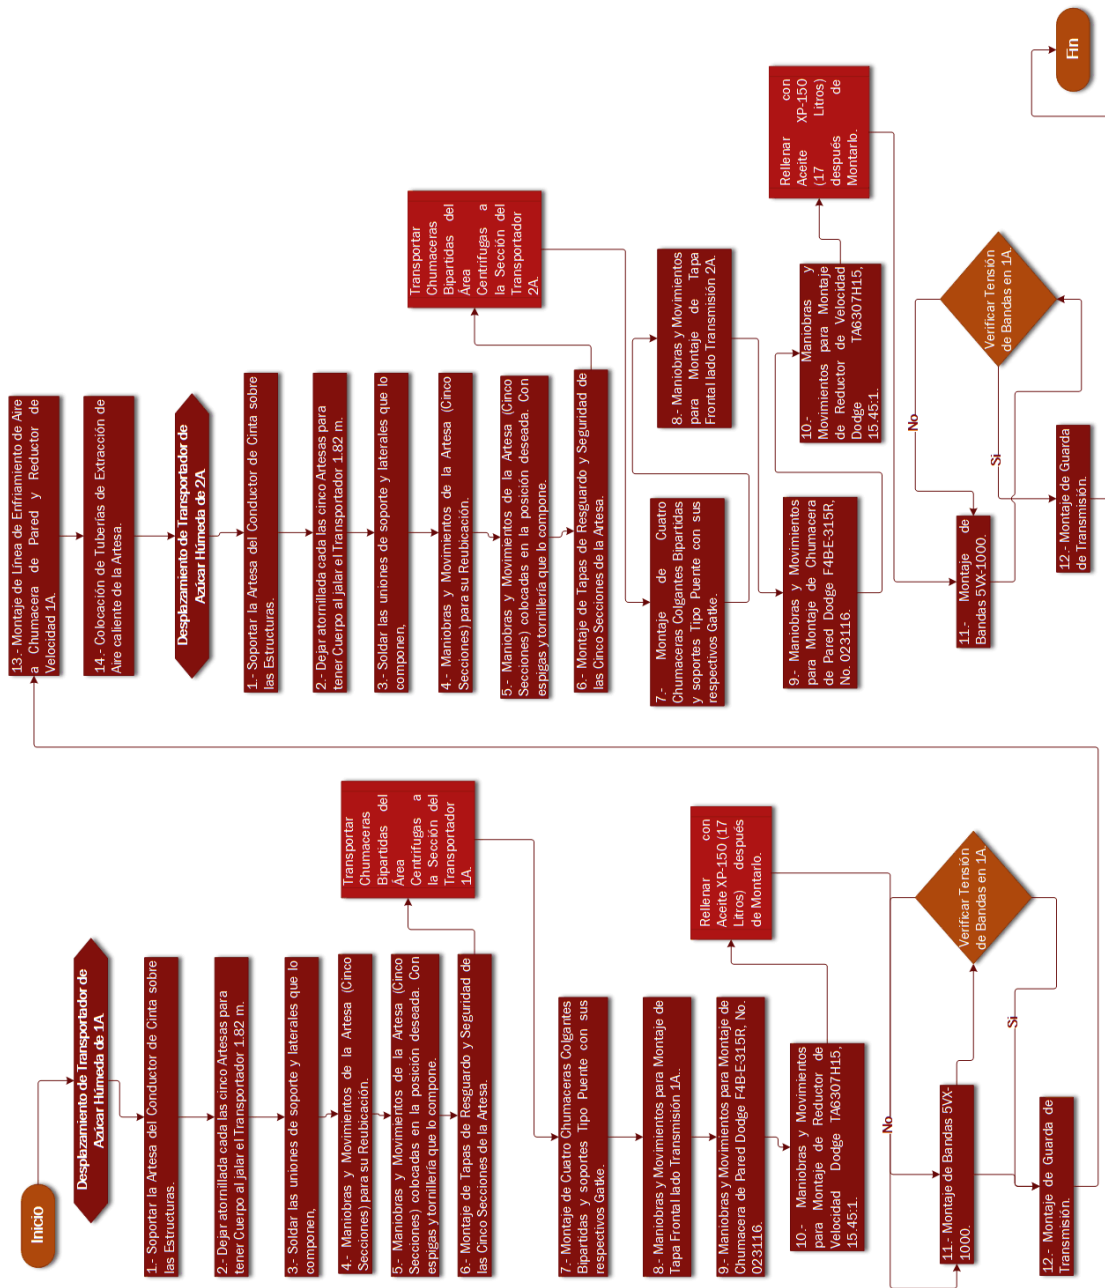 Inicio
Desplazamiento de Transportador de
Azúcar Húmeda de 1A
1.- Soportar la Artesa del Conductor de Cinta sobre
las Estructuras.
2.- Dejar atornillada cada las cinco Artesas para
tener Cuerpo al jalar el Transportador 1.82 m.
3.- Soldar las uniones de soporte y laterales que lo
componen,
4.- Maniobras y Movimientos de la Artesa (Cinco
Secciones) para su Reubicación.
5.- Maniobras y Movimientos de la Artesa (Cinco
Secciones) colocadas en la posición deseada. Con
espigas y tornillería que lo compone.
6.- Montaje de Tapas de Resguardo y Seguridad de
las Cinco Secciones de la Artesa.
Transportar
Chumaceras
Bipartidas del
Área
Centrífugas a
la Sección del
Transportador
1A.
7.- Montaje de Cuatro Chumaceras Colgantes
Bipartidas y soportes Tipo Puente con sus
respectivos Gatke.
8.- Maniobras y Movimientos para Montaje de
Tapa Frontal lado Transmisión 1A..
9.- Maniobras y Movimientos para Montaje de
Chumacera de Pared Dodge F4B-E-315R, No.
023116.
10.- Maniobras y Movimientos
para Montaje de Reductor de
Velocidad Dodge TA6307H15,
15.45:1.
Rellenar con
Aceite XP-150 (17
Litros) después
de Montarlo.
11.- Montaje de Bandas 5VX-
1000.
Verificar Tensión
de Bandas en 1A.
No
Si
12.- Montaje de Guarda de
Transmisión.
13.- Montaje de Línea de Enfriamiento de Aire
a Chumacera de Pared y Reductor de
Velocidad 1A.
14.- Colocación de Tuberías de Extracción de
Aire caliente de la Artesa.
Desplazamiento de Transportador de
Azúcar Húmeda de 2A
1.- Soportar la Artesa del Conductor de Cinta sobre
las Estructuras.
2.- Dejar atornillada cada las cinco Artesas para
tener Cuerpo al jalar el Transportador 1.82 m.
3.- Soldar las uniones de soporte y laterales que lo
componen,
4.- Maniobras y Movimientos de la Artesa (Cinco
Secciones) para su Reubicación.
5.- Maniobras y Movimientos de la Artesa (Cinco
Secciones) colocadas en la posición deseada. Con
espigas y tornillería que lo compone.
6.- Montaje de Tapas de Resguardo y Seguridad de
las Cinco Secciones de la Artesa.
Transportar
Chumaceras
Bipartidas del
Área
Centrífugas a
la Sección del
Transportador
2A.
7.- Montaje de Cuatro
Chumaceras Colgantes Bipartidas
y soportes Tipo Puente con sus
respectivos Gatke.
8.- Maniobras y Movimientos
para Montaje de Tapa
Frontal lado Transmisión 2A.
9.- Maniobras y Movimientos
para Montaje de Chumacera
de Pared Dodge F4B-E-315R,
No. 023116.
10.- Maniobras y
Movimientos para Montaje
de Reductor de Velocidad
Dodge TA6307H15,
15.45:1.
Rellenar con
Aceite XP-150
(17 Litros)
después de
Montarlo.
11.- Montaje de
Bandas 5VX-1000.
Verificar Tensión
de Bandas en 1A.
No
Si
12.- Montaje de Guarda
de Transmisión.
Fin